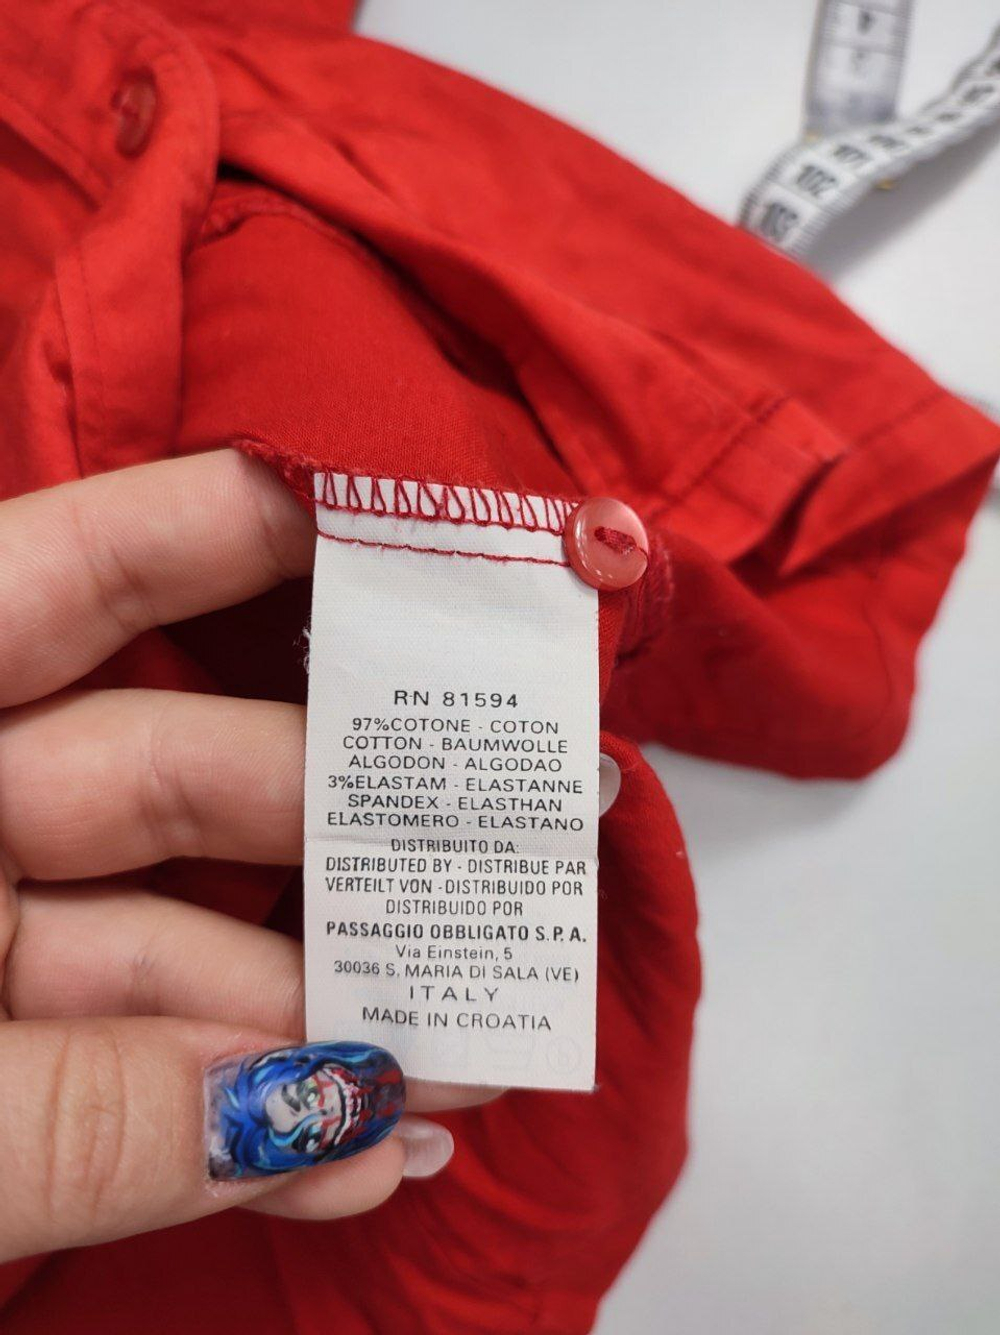 RN 81594
97%COTONE - COTON
COTTON - BAUMWOLLE
ALGODON - ALGODAO
3%ELASTAM - ELASTANNE
SPANDEX - ELASTHAN
ELASTOMERO - ELASTANO
DISTRIBUITO DA:
DISTRIBUTED BY - DISTRIBUE PAR
VERTEILT VON - DISTRIBUIDO POR
DISTRIBUIDO POR
PASSAGGIO OBBLIGATO S.P.A.
Via Einstein, 5
30036 S. MARIA DI SALA (VE)
ITALY
MADE IN CROATIA
102
103